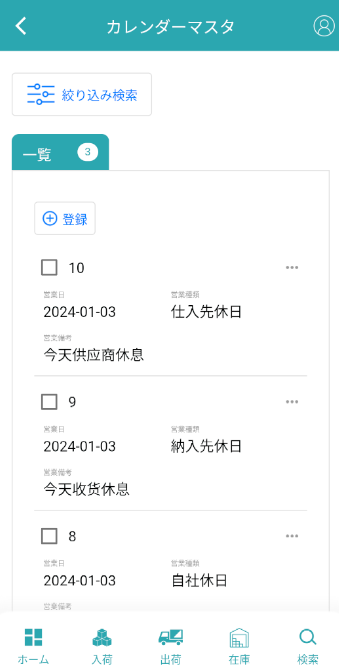 カレンダーマスタ
絞り込み検索
一覧 3
登録
10
営業日 営業種類
2024-01-03 仕入先休日
営業備考
今天供应商休息
9
営業日 営業種類
2024-01-03 納入先休日
営業備考
今天收货休息
8
営業日 営業種類
2024-01-03 自社休日
営業備考
ホーム 入荷 出荷 在庫 検索